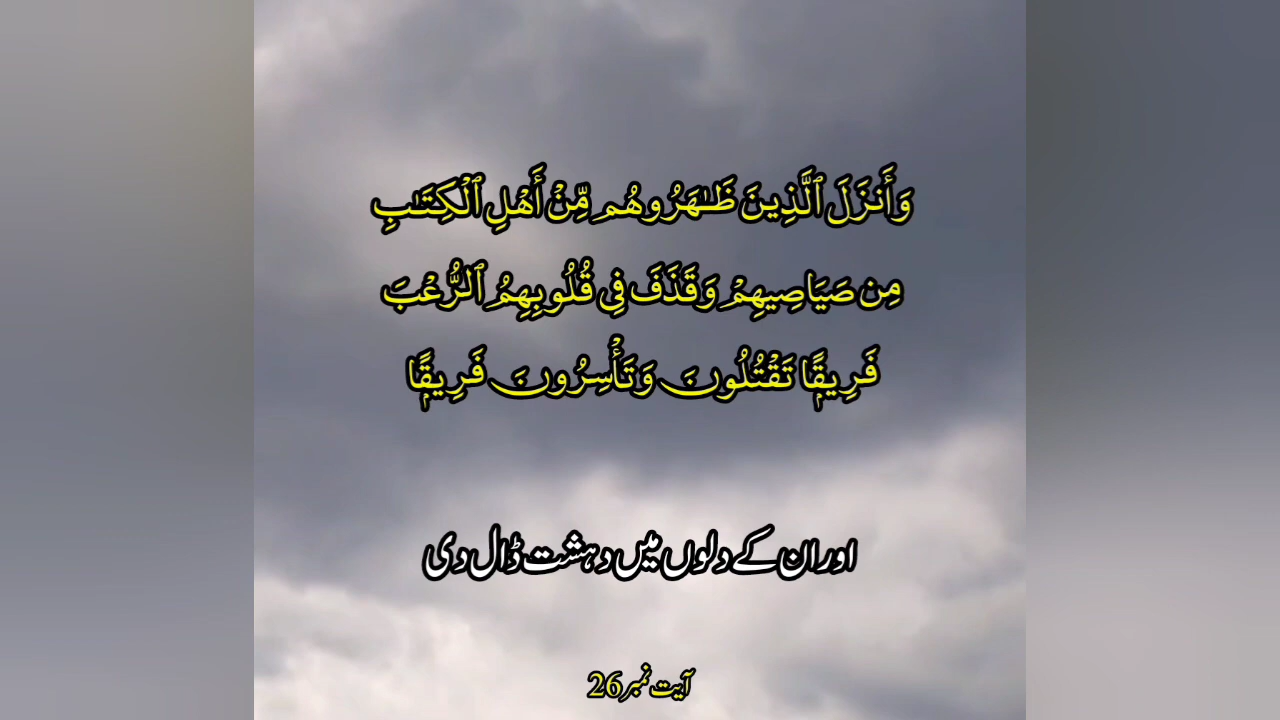 وَأَنزَلَ ٱلَّذِينَ ظَـٰهَرُوهُم مِّنْ أَهْلِ ٱلْكِتَـٰبِ
مِن صَيَاصِيهِمْ وَقَذَفَ فِى قُلُوبِهِمُ ٱلرُّعْبَ
فَرِيقًۭا تَقْتُلُونَ وَتَأْسِرُونَ فَرِيقًۭا
اور ان کے دلوں میں دہشت ڈال دی
آیت نمبر 26